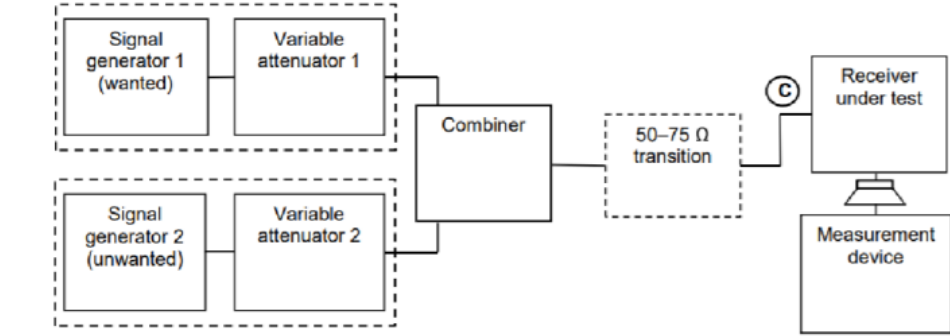 Signal
generator 1
(wanted)
Variable
attenuator 1
Combiner
50–75 Ω
transition
C
Receiver
under test
Signal
generator 2
(unwanted)
Variable
attenuator 2
Measurement
device